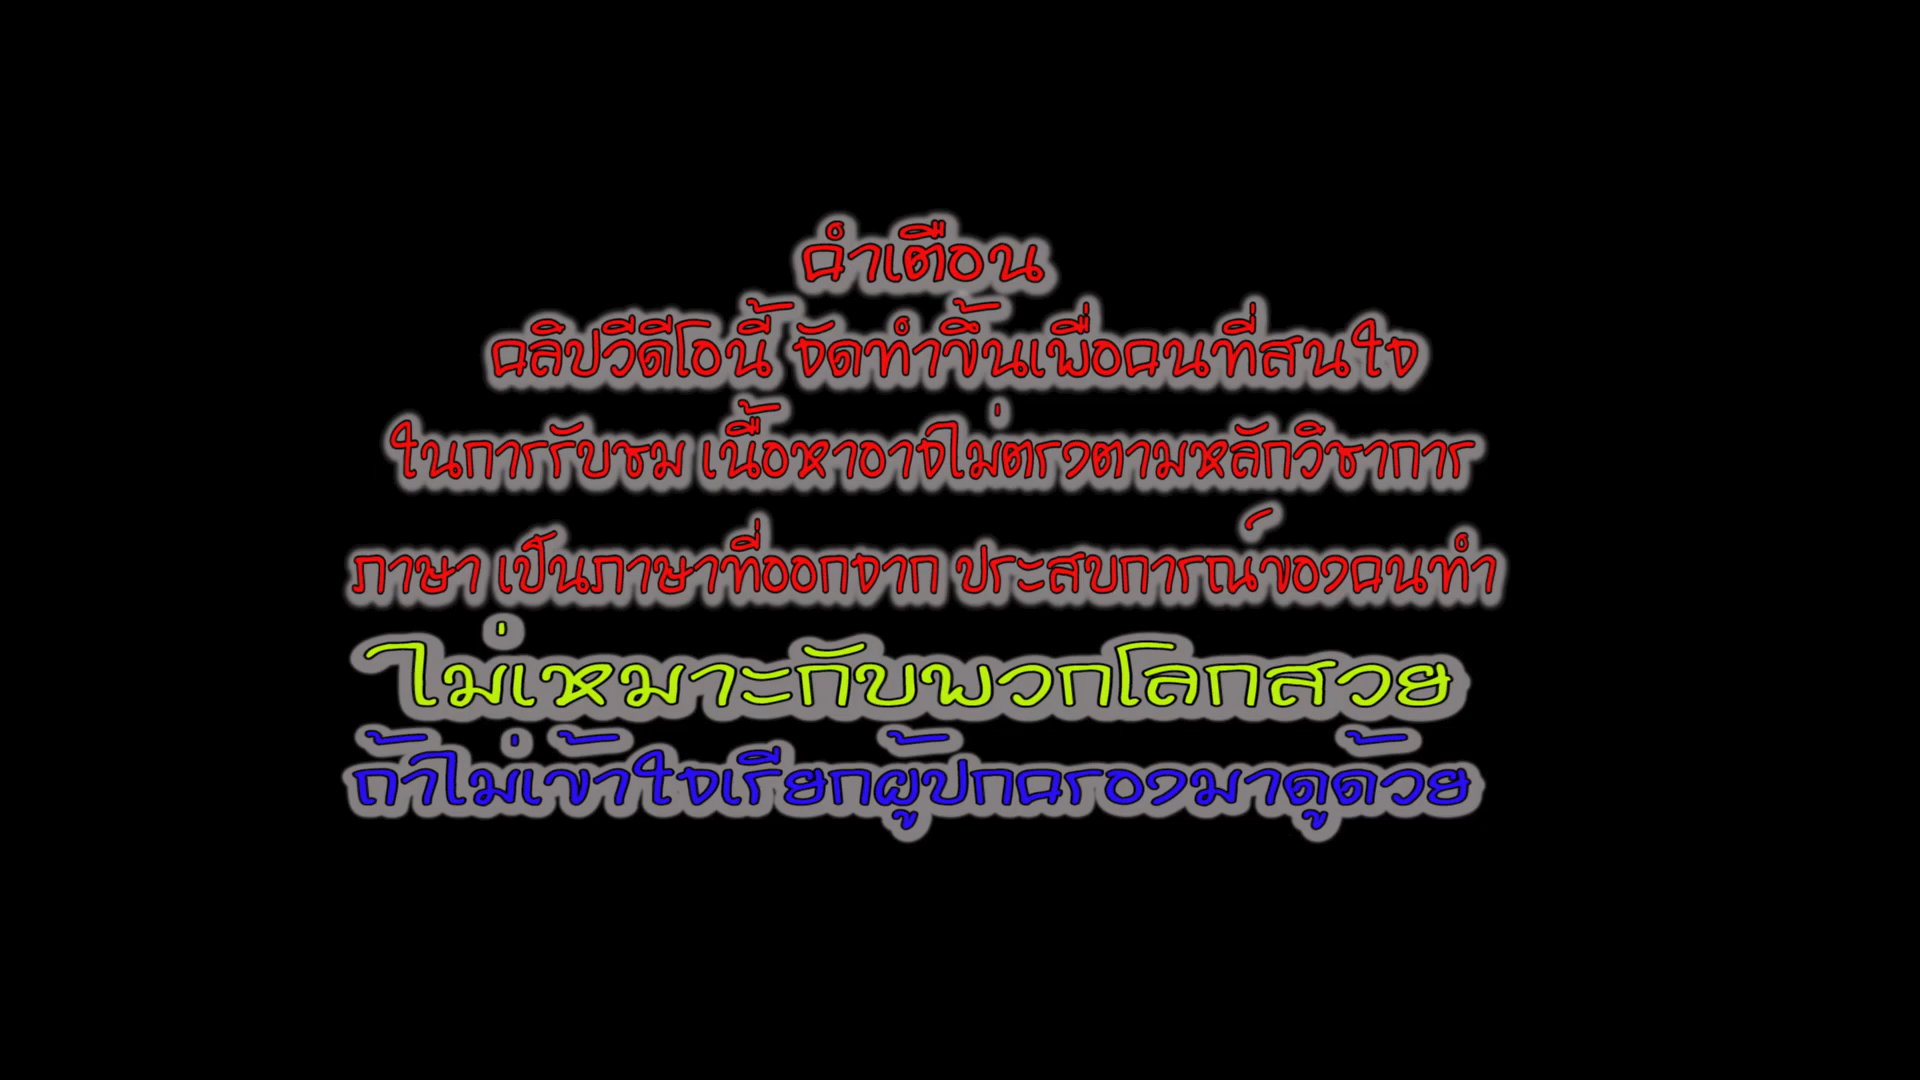 คำเตือน
คลิปวีดีโอนี้ จัดทำขึ้นเพื่อคนที่สนใจ
ในการรับชม เนื้อหาอาจไม่ตรงตามหลักวิชาการ
ภาษา เป็นภาษาที่ออกจาก ประสบการณ์ของคนทำ
ไม่เหมาะกับพวกโลกสวย
ถ้าไม่เข้าใจเรียกผู้ปกครองมาดูด้วย